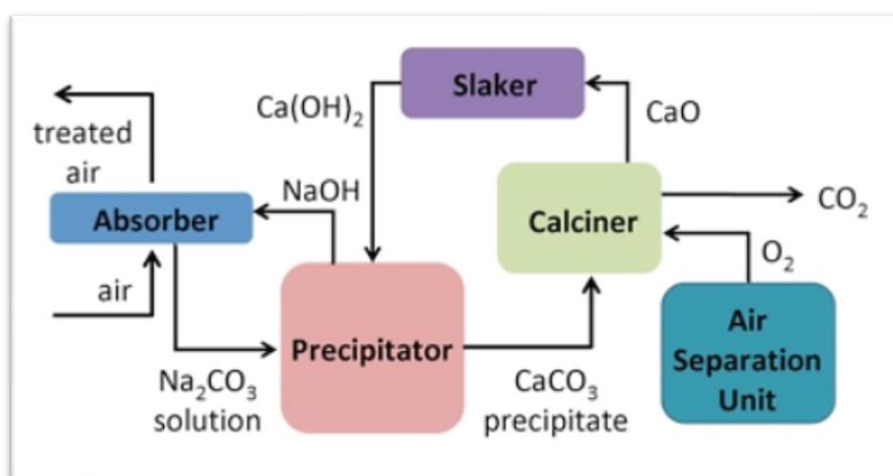 Slaker
Ca(OH)₂
CaO
treated
air
NaOH
Absorber
Calciner
CO₂
O₂
air
Air
Separation
Unit
Precipitator
Na₂CO₃
solution
CaCO₃
precipitate